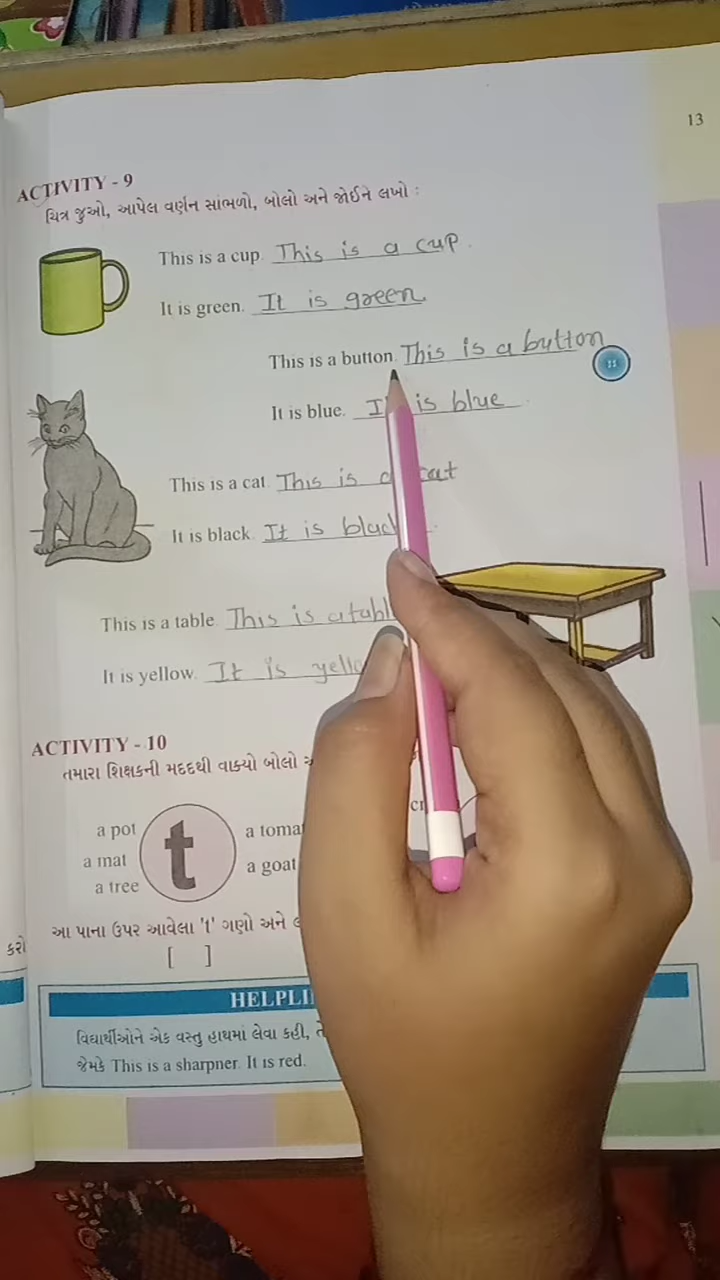 13
ACTIVITY - 9
ચિત્ર જુઓ, આપેલ વર્ણન સાંભળો, બોલો અને જોઈને લખો :
This is a cup. This is a cup.
It is green. It is green.
This is a button. This is a button
It is blue. It is blue
This is a cat. This is a cat
It is black. It is black
This is a table. This is a table
It is yellow. It is
ACTIVITY - 10
તમારા શિક્ષકની મદદથી વાક્યો બોલો
a pot
a mat
a tree
t
a goat
આ પાના ઉપર આવેલા 't' ગણો અને
[ ]
કરો
વિદ્યાર્થીઓને એક વસ્તુ હાથમાં લેવા કહી,
જેમકે This is a sharpner. It is red.